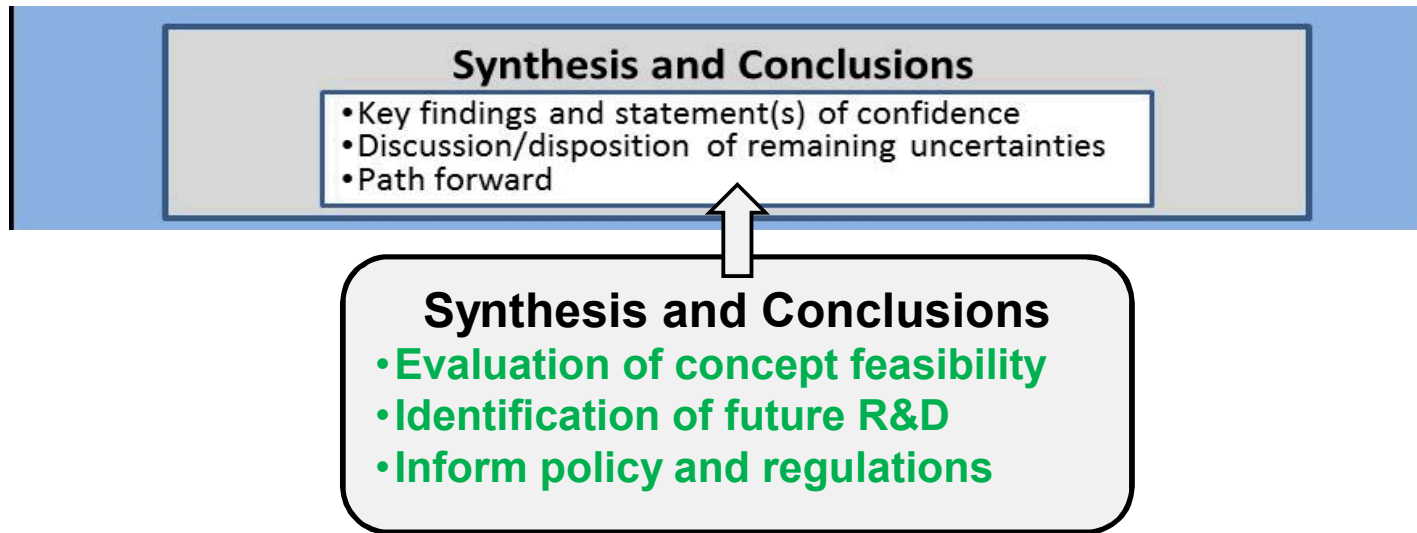 Synthesis and Conclusions
•Key findings and statement(s) of confidence
•Discussion/disposition of remaining uncertainties
•Path forward
Synthesis and Conclusions
•Evaluation of concept feasibility
•Identification of future R&D
•Inform policy and regulations